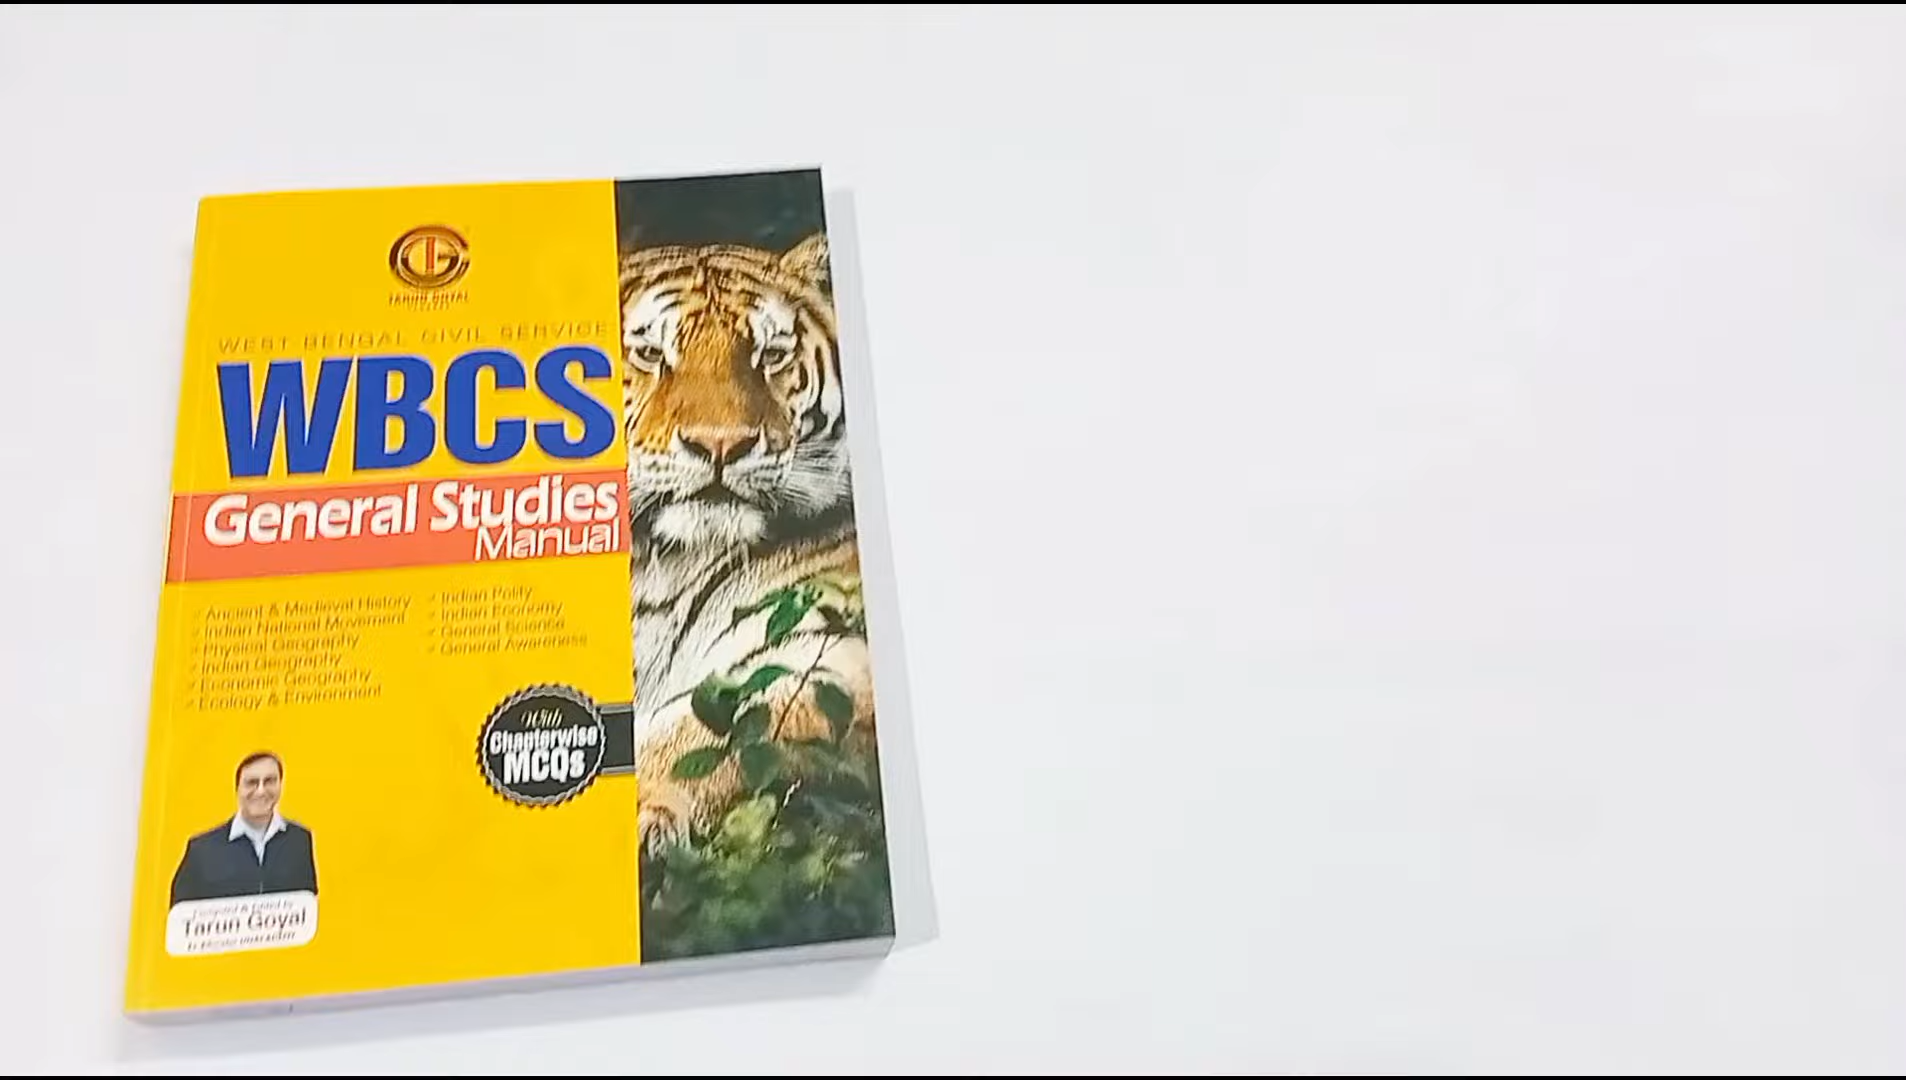 TARUN GOYAL
WEST BENGAL CIVIL SERVICE
WBCS
General Studies
Manual
Ancient & Medieval History
Indian National Movement
Physical Geography
Indian Geography
Economic Geography
Ecology & Environment
Indian Polity
Indian Economy
General Science
General Awareness
With
Chapterwise
MCQs
Compiled & Edited by
Tarun Goyal